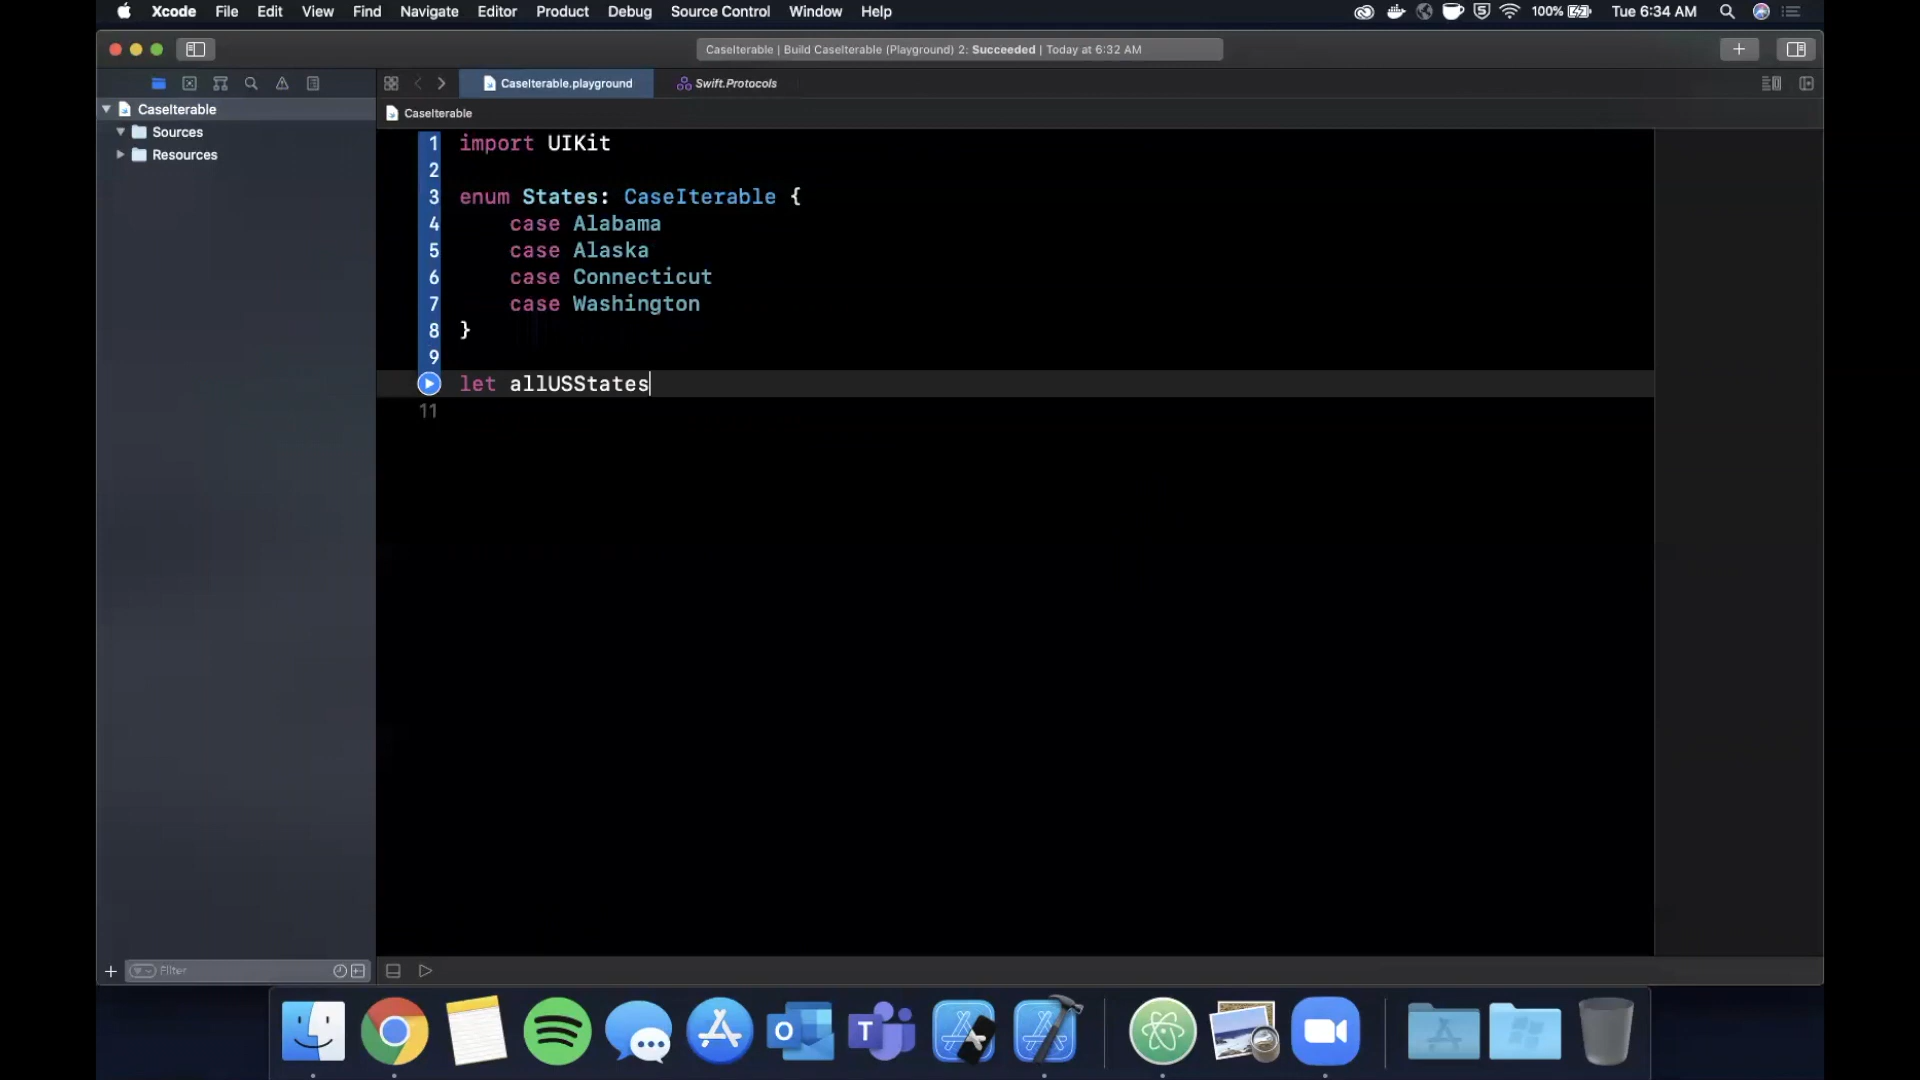 Xcode File Edit View Find Navigate Editor Product Debug Source Control Window Help 100% Tue 6:34 AM
CaseIterable | Build CaseIterable (Playground) 2: Succeeded | Today at 6:32 AM
CaseIterable.playground Swift.Protocols
CaseIterable
CaseIterable
Sources
Resources
1 import UIKit
2
3 enum States: CaseIterable {
4 case Alabama
5 case Alaska
6 case Connecticut
7 case Washington
8 }
9
let allUSStates
11
Filter